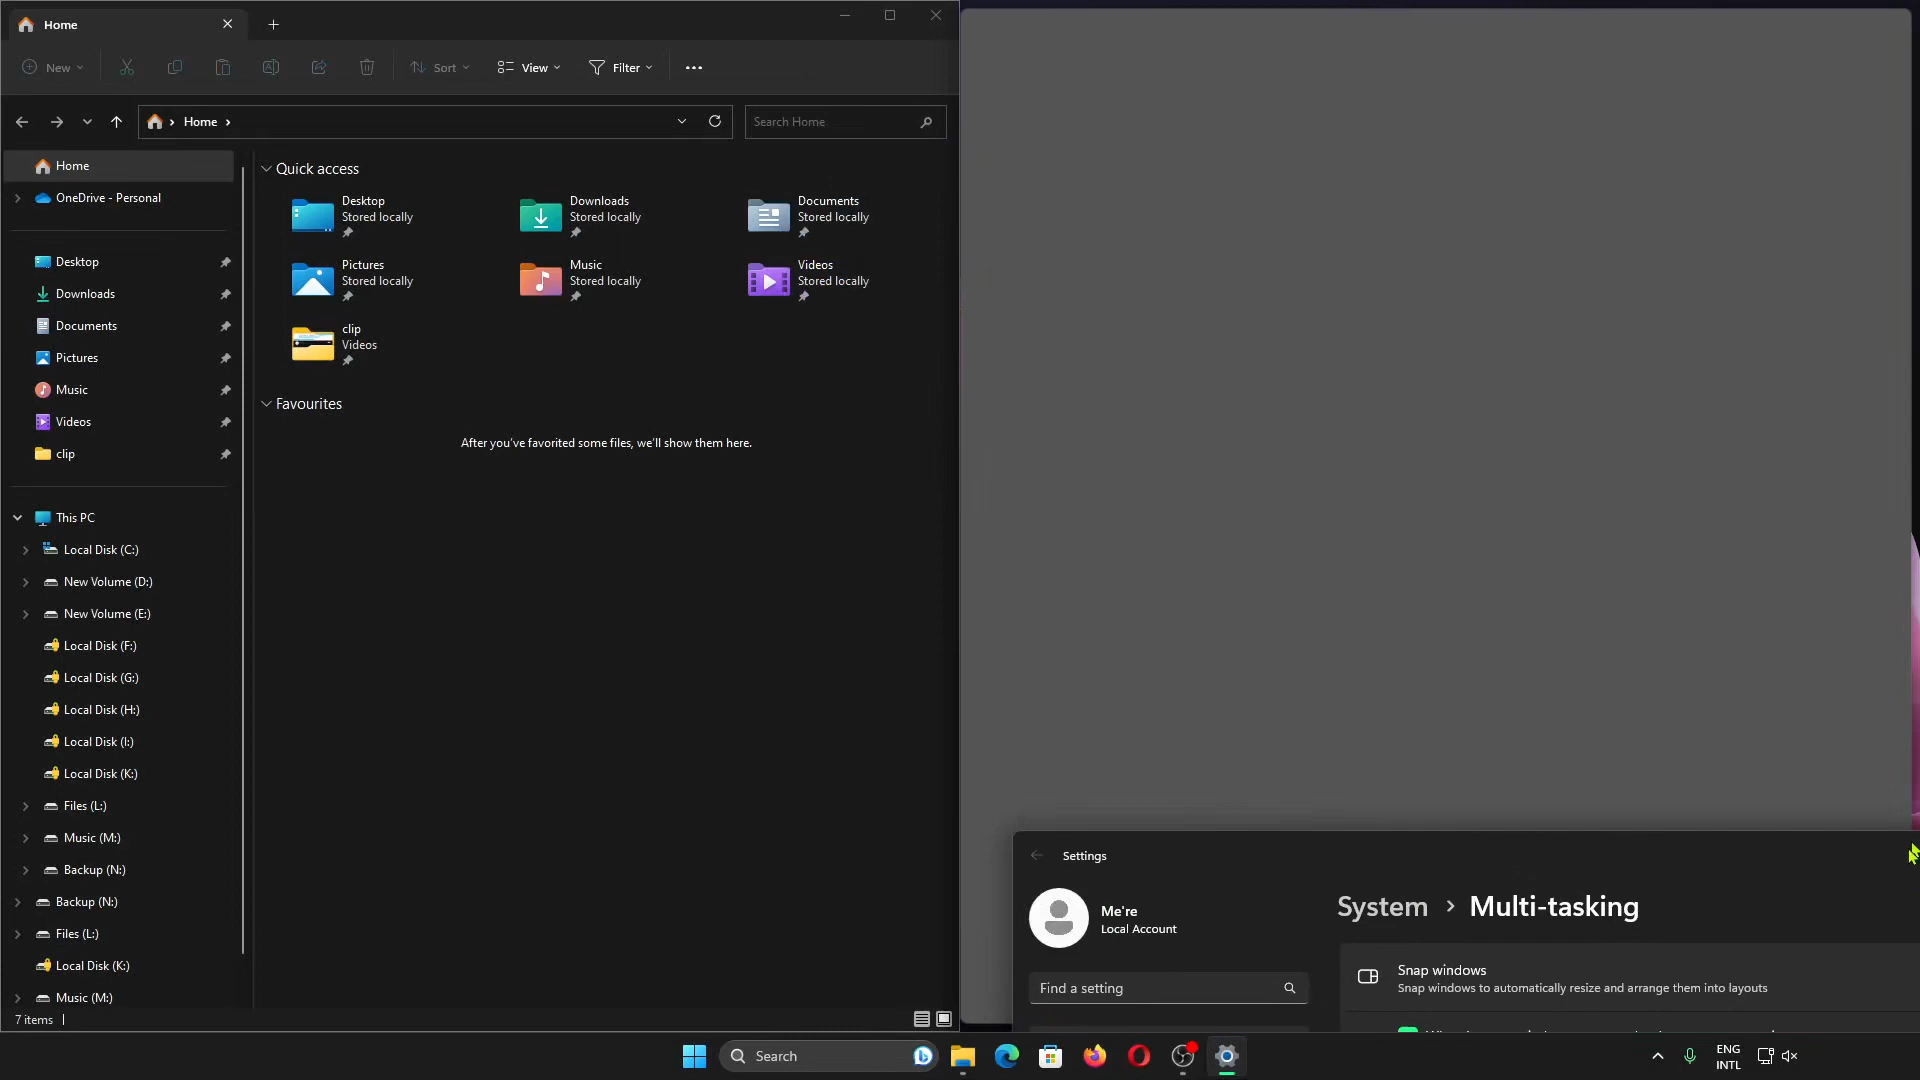 Home
New
Sort
View
Filter
Home
Search Home
Home
OneDrive - Personal
Desktop
Downloads
Documents
Pictures
Music
Videos
clip
This PC
Local Disk (C:)
New Volume (D:)
New Volume (E:)
Local Disk (F:)
Local Disk (G:)
Local Disk (H:)
Local Disk (I:)
Local Disk (K:)
Files (L:)
Music (M:)
Backup (N:)
Backup (N:)
Files (L:)
Local Disk (K:)
Music (M:)
7 items
Quick access
Desktop
Stored locally
Downloads
Stored locally
Documents
Stored locally
Pictures
Stored locally
Music
Stored locally
Videos
Stored locally
clip
Videos
Favourites
After you've favorited some files, we'll show them here.
Settings
Me're
Local Account
Find a setting
System > Multi-tasking
Snap windows
Snap windows to automatically resize and arrange them into layouts
Search
ENG
INTL